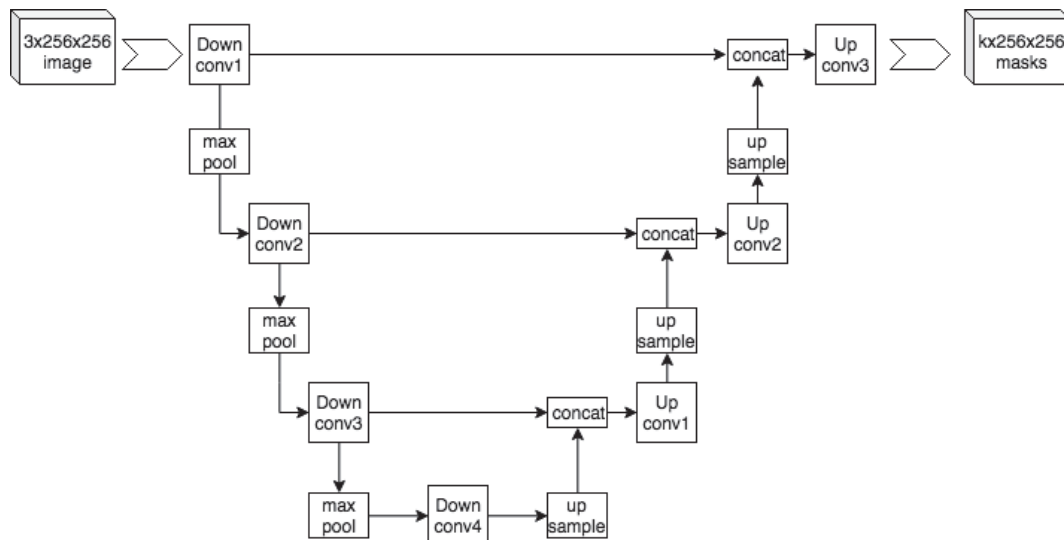 3x256x256
image
Down
conv1
concat
Up
conv3
kx256x256
masks
max
pool
up
sample
Down
conv2
concat
Up
conv2
max
pool
up
sample
Down
conv3
concat
Up
conv1
max
pool
Down
conv4
up
sample